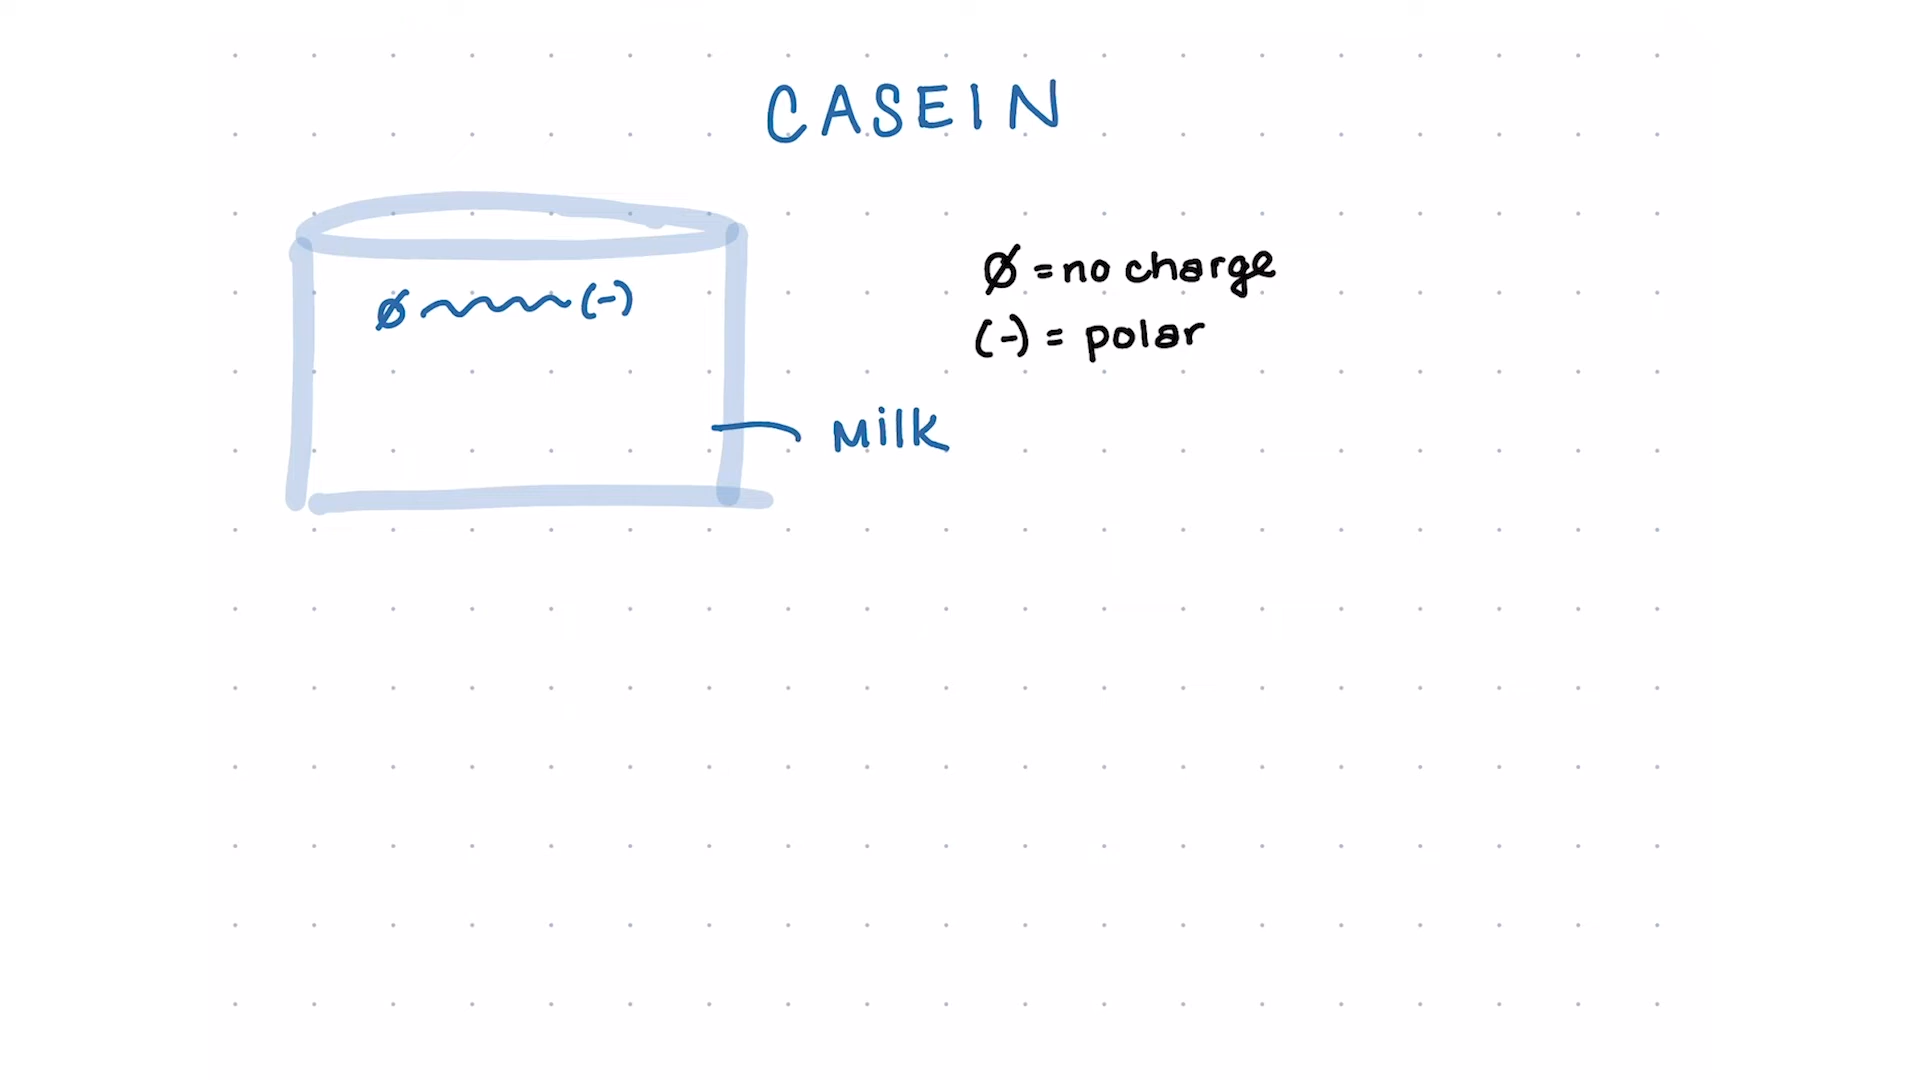 CASEIN
Ø = no charge
Ø (-)
(-) = polar
Milk